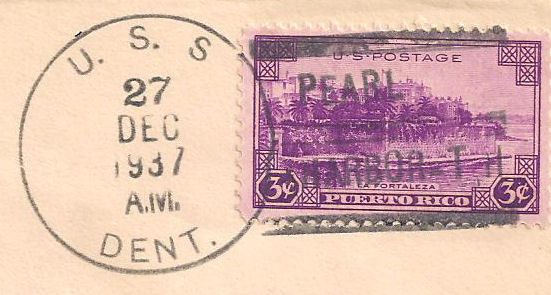 U. S. S
27
DEC
1937
A.M.
DENT.
U.S. POSTAGE
PEARL
HARBOR-T H
LA FORTALEZA
3¢ PUERTO RICO 3¢